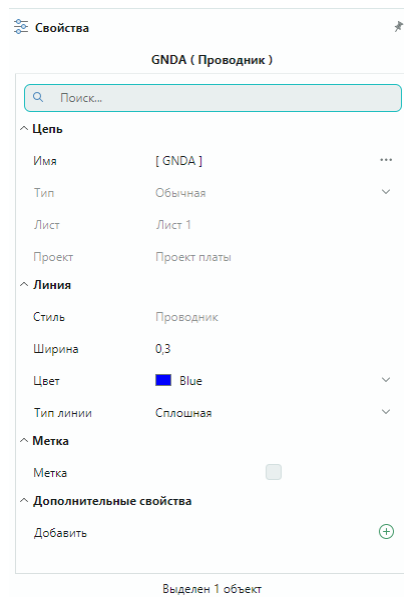 Свойства
GNDA ( Проводник )
Поиск...
Цепь
Имя [ GNDA ] ...
Тип Обычная
Лист Лист 1
Проект Проект платы
Линия
Стиль Проводник
Ширина 0,3
Цвет Blue
Тип линии Сплошная
Метка
Метка
Дополнительные свойства
Добавить
Выделен 1 объект